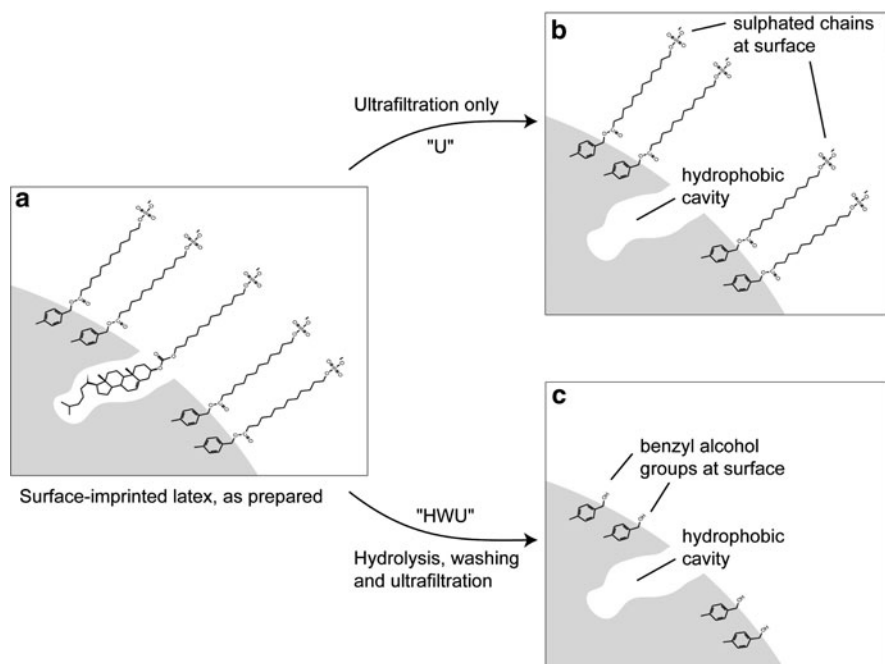 a
Surface-imprinted latex, as prepared
Ultrafiltration only
"U"
"HWU"
Hydrolysis, washing
and ultrafiltration
b
sulphated chains
at surface
hydrophobic
cavity
c
benzyl alcohol
groups at surface
hydrophobic
cavity